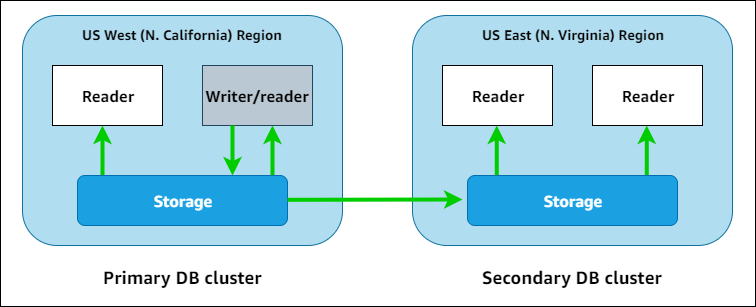 US West (N. California) Region
US East (N. Virginia) Region
Reader
Writer/reader
Reader
Reader
Storage
Storage
Primary DB cluster
Secondary DB cluster